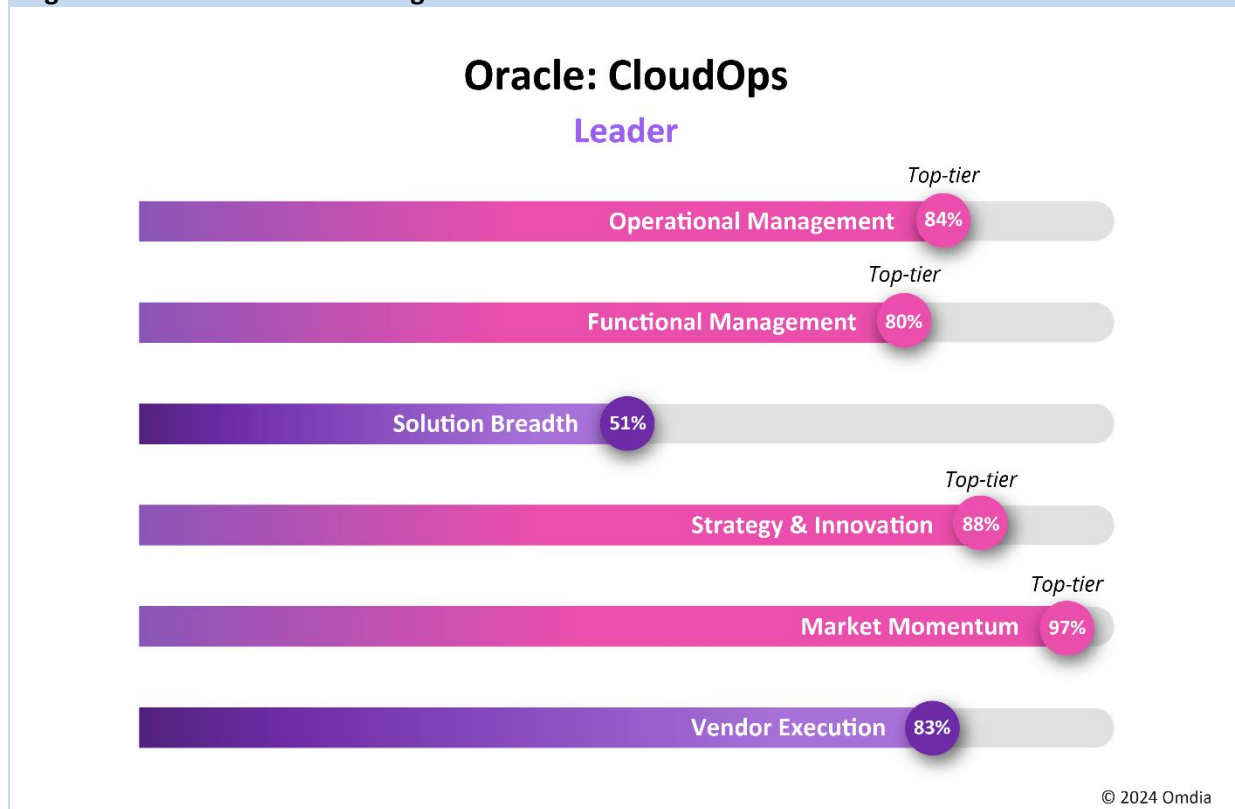 Oracle: CloudOps
Leader
Top-tier
Operational Management 84%
Top-tier
Functional Management 80%
Solution Breadth 51%
Top-tier
Strategy & Innovation 88%
Top-tier
Market Momentum 97%
Vendor Execution 83%
© 2024 Omdia